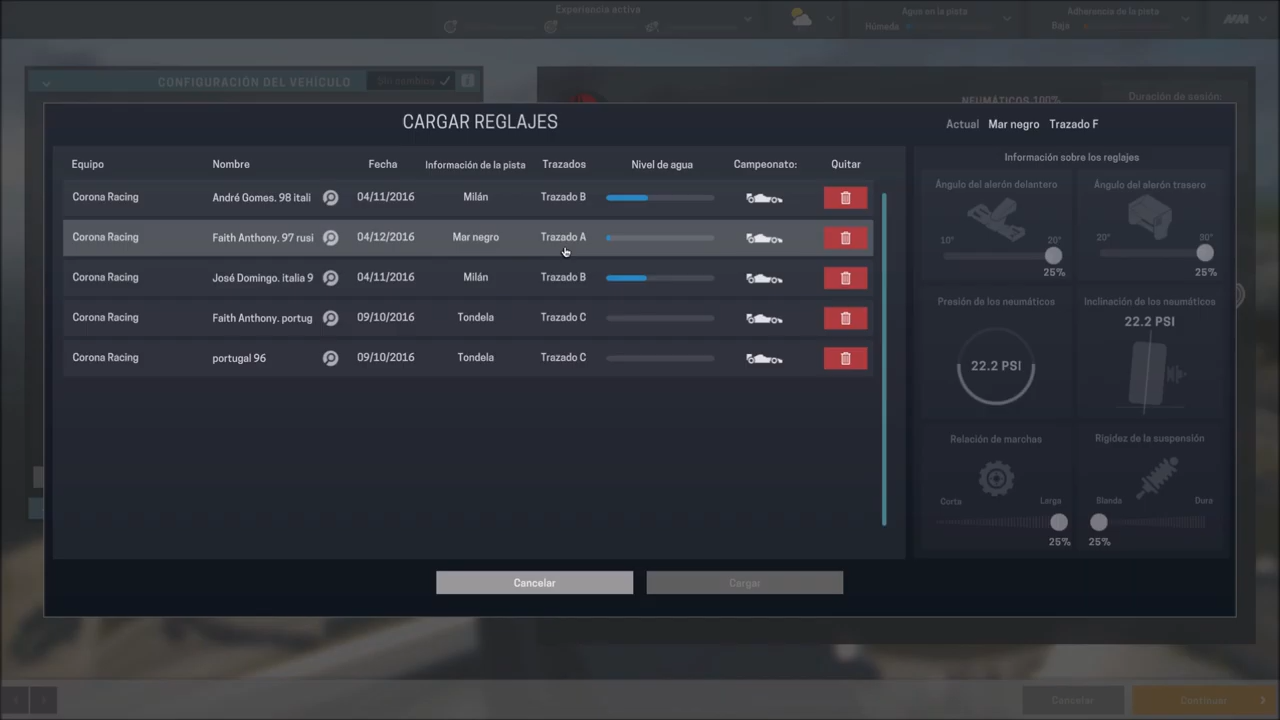 Experiencia activa
Agua en la pista
Húmeda
Adherencia de la pista
Baja
CONFIGURACIÓN DEL VEHÍCULO
Sin nombre
NEUMÁTICOS 100%
Duración de sesión:
CARGAR REGLAJES
Actual Mar negro Trazado F
Equipo Nombre Fecha Información de la pista Trazados Nivel de agua Campeonato: Quitar
Corona Racing André Gomes. 98 itali 04/11/2016 Milán Trazado B
Corona Racing Faith Anthony. 97 rusi 04/12/2016 Mar negro Trazado A
Corona Racing José Domingo. italia 9 04/11/2016 Milán Trazado B
Corona Racing Faith Anthony. portug 09/10/2016 Tondela Trazado C
Corona Racing portugal 96 09/10/2016 Tondela Trazado C
Información sobre los reglajes
Ángulo del alerón delantero
10° 20°
25%
Ángulo del alerón trasero
20° 30°
25%
Presión de los neumáticos
22.2 PSI
Inclinación de los neumáticos
22.2 PSI
Relación de marchas
Corta Larga
25%
Rigidez de la suspensión
Blanda Dura
25%
Cancelar Cargar
Cancelar Continuar